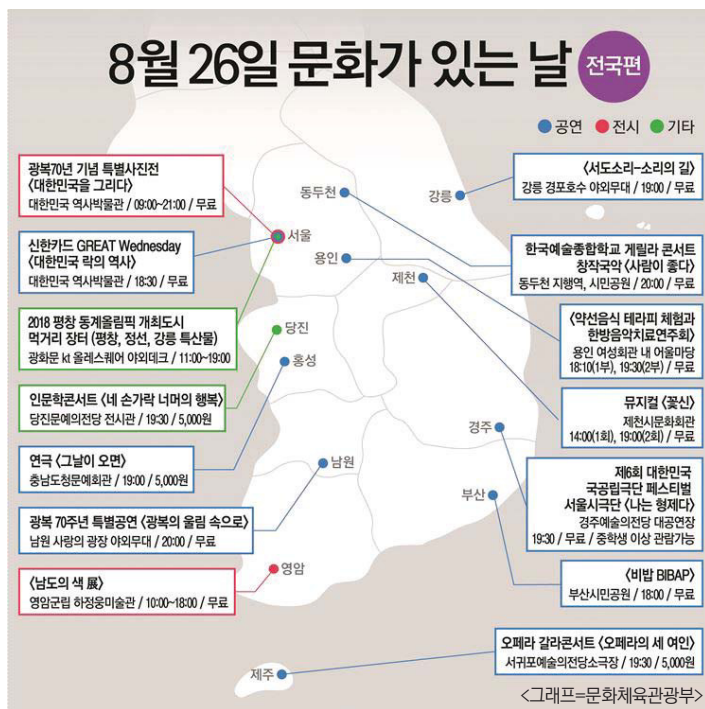 8월 26일 문화가 있는 날 전국편
공연 전시 기타
광복70년 기념 특별사진전
<대한민국을 그리다>
대한민국 역사박물관 / 09:00~21:00 / 무료
신한카드 GREAT Wednesday
<대한민국 락의 역사>
대한민국 역사박물관 / 18:30 / 무료
2018 평창 동계올림픽 개최도시
먹거리 장터 (평창, 정선, 강릉 특산물)
광화문 kt 올레스퀘어 야외데크 / 11:00~19:00
인문학콘서트 <네 손가락 너머의 행복>
당진문예의전당 전시관 / 19:30 / 5,000원
연극 <그날이 오면>
충남도청문예회관 / 19:00 / 5,000원
광복 70주년 특별공연 <광복의 울림 속으로>
남원 사랑의 광장 야외무대 / 20:00 / 무료
<남도의 색 展>
영암군립 하정웅미술관 / 10:00~18:00 / 무료
동두천
강릉
서울
용인
제천
당진
홍성
경주
남원
부산
영암
제주
<서도소리-소리의 길>
강릉 경포호수 야외무대 / 19:00 / 무료
한국예술종합학교 게릴라 콘서트
창작국악 <사람이 좋다>
동두천 지행역, 시민공원 / 20:00 / 무료
<약선음식 테라피 체험과
한방음악치료연주회>
용인 여성회관 내 어울마당
18:10(1부), 19:30(2부) / 무료
뮤지컬 <꽃신>
제천시문화회관
14:00(1회), 19:00(2회) / 무료
제6회 대한민국
국공립극단 페스티벌
서울시극단 <나는 형제다>
경주예술의전당 대공연장
19:30 / 무료 / 중학생 이상 관람가능
<비밥 BIBAP>
부산시민공원 / 18:00 / 무료
오페라 갈라콘서트 <오페라의 세 여인>
서귀포예술의전당소극장 / 19:30 / 5,000원
<그래프=문화체육관광부>